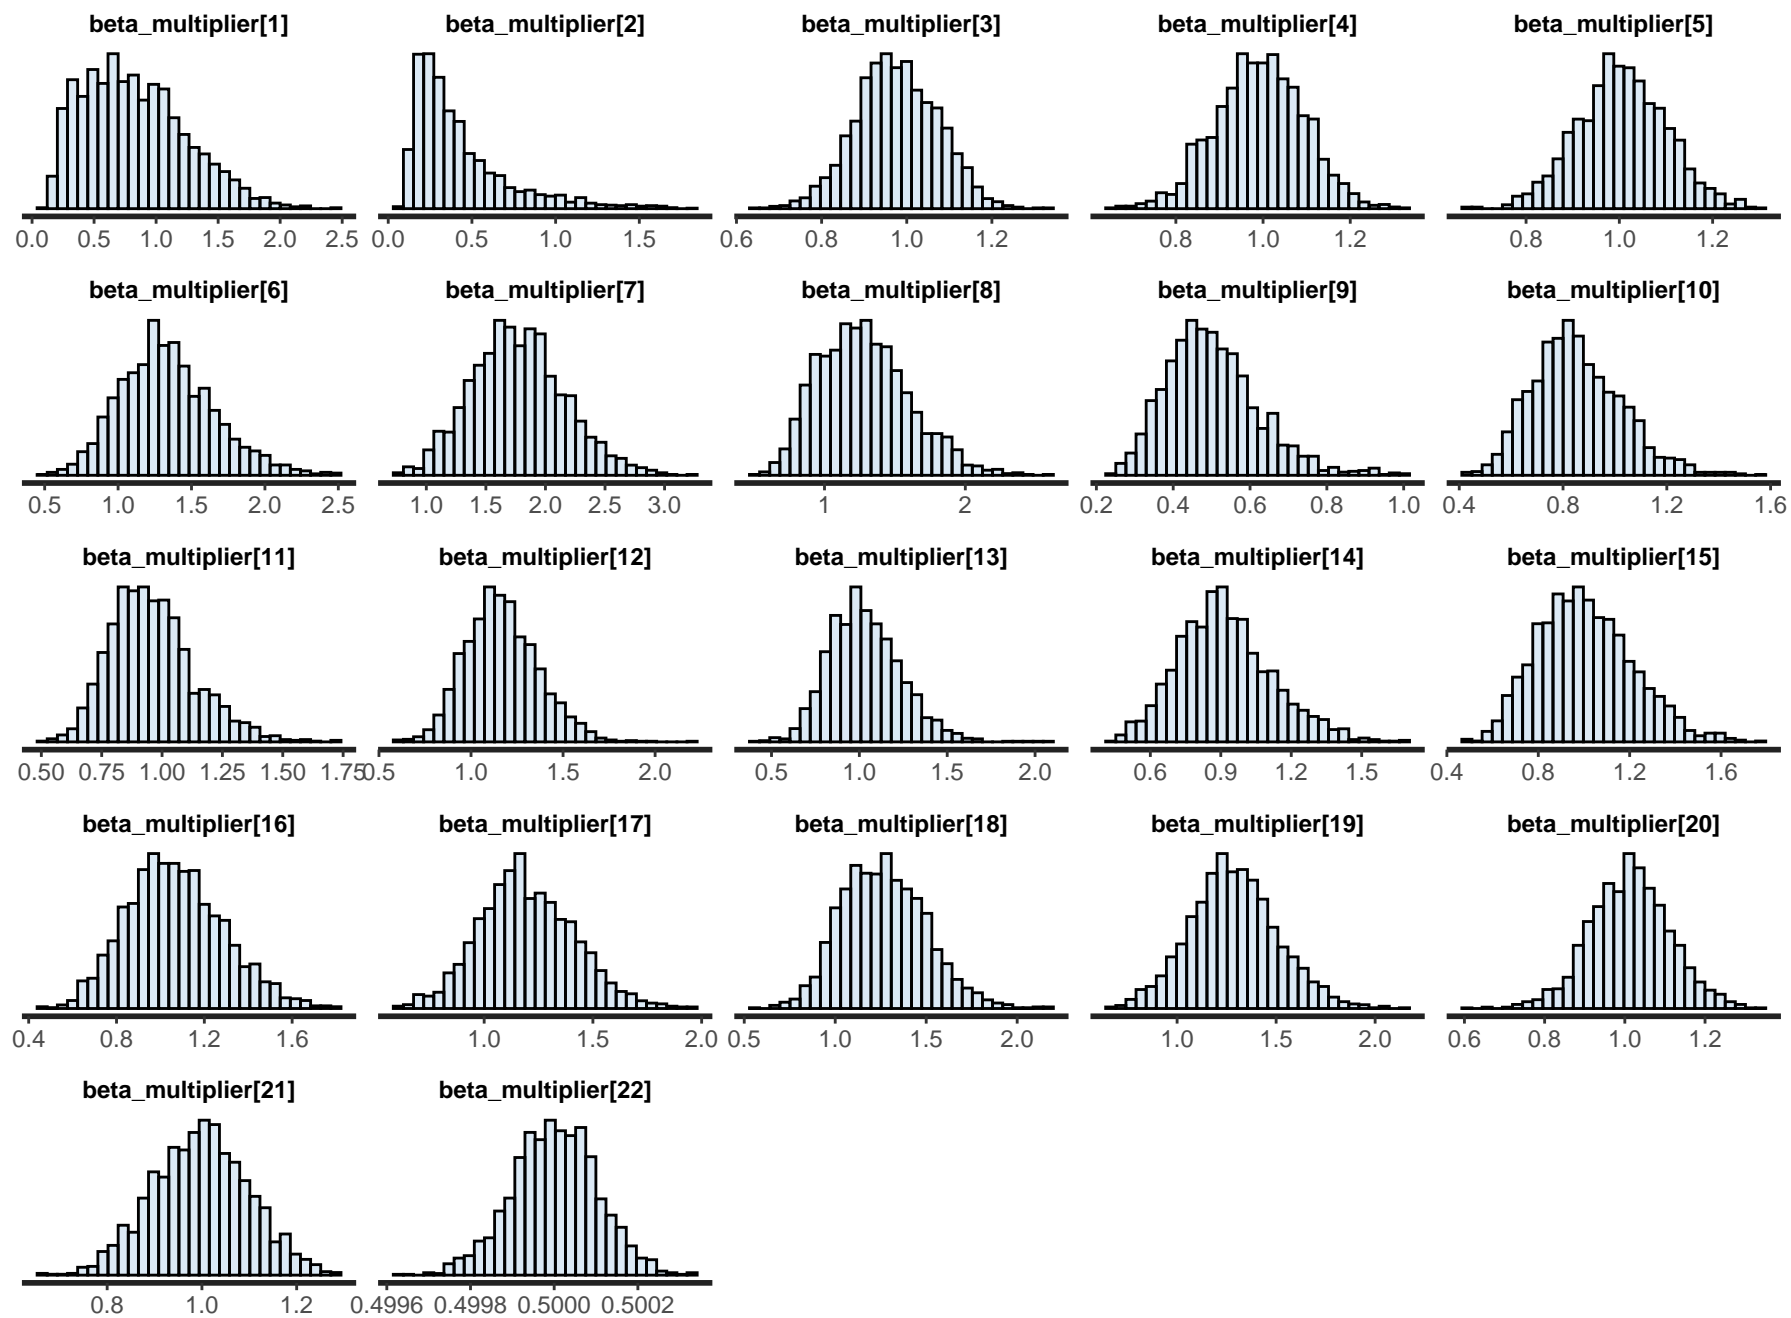 beta_multiplier[1] beta_multiplier[2] beta_multiplier[3] beta_multiplier[4] beta_multiplier[5]
0.0 0.5 1.0 1.5 2.0 2.5 0.0 0.5 1.0 1.5 0.6 0.8 1.0 1.2 0.8 1.0 1.2 0.8 1.0 1.2
beta_multiplier[6] beta_multiplier[7] beta_multiplier[8] beta_multiplier[9] beta_multiplier[10]
0.5 1.0 1.5 2.0 2.5 1.0 1.5 2.0 2.5 3.0 1 2 0.2 0.4 0.6 0.8 1.0 0.4 0.8 1.2 1.6
beta_multiplier[11] beta_multiplier[12] beta_multiplier[13] beta_multiplier[14] beta_multiplier[15]
0.50 0.75 1.00 1.25 1.50 1.75 0.5 1.0 1.5 2.0 0.5 1.0 1.5 2.0 0.6 0.9 1.2 1.5 0.4 0.8 1.2 1.6
beta_multiplier[16] beta_multiplier[17] beta_multiplier[18] beta_multiplier[19] beta_multiplier[20]
0.4 0.8 1.2 1.6 1.0 1.5 2.0 0.5 1.0 1.5 2.0 1.0 1.5 2.0 0.6 0.8 1.0 1.2
beta_multiplier[21] beta_multiplier[22]
0.8 1.0 1.2 0.4996 0.4998 0.5000 0.5002